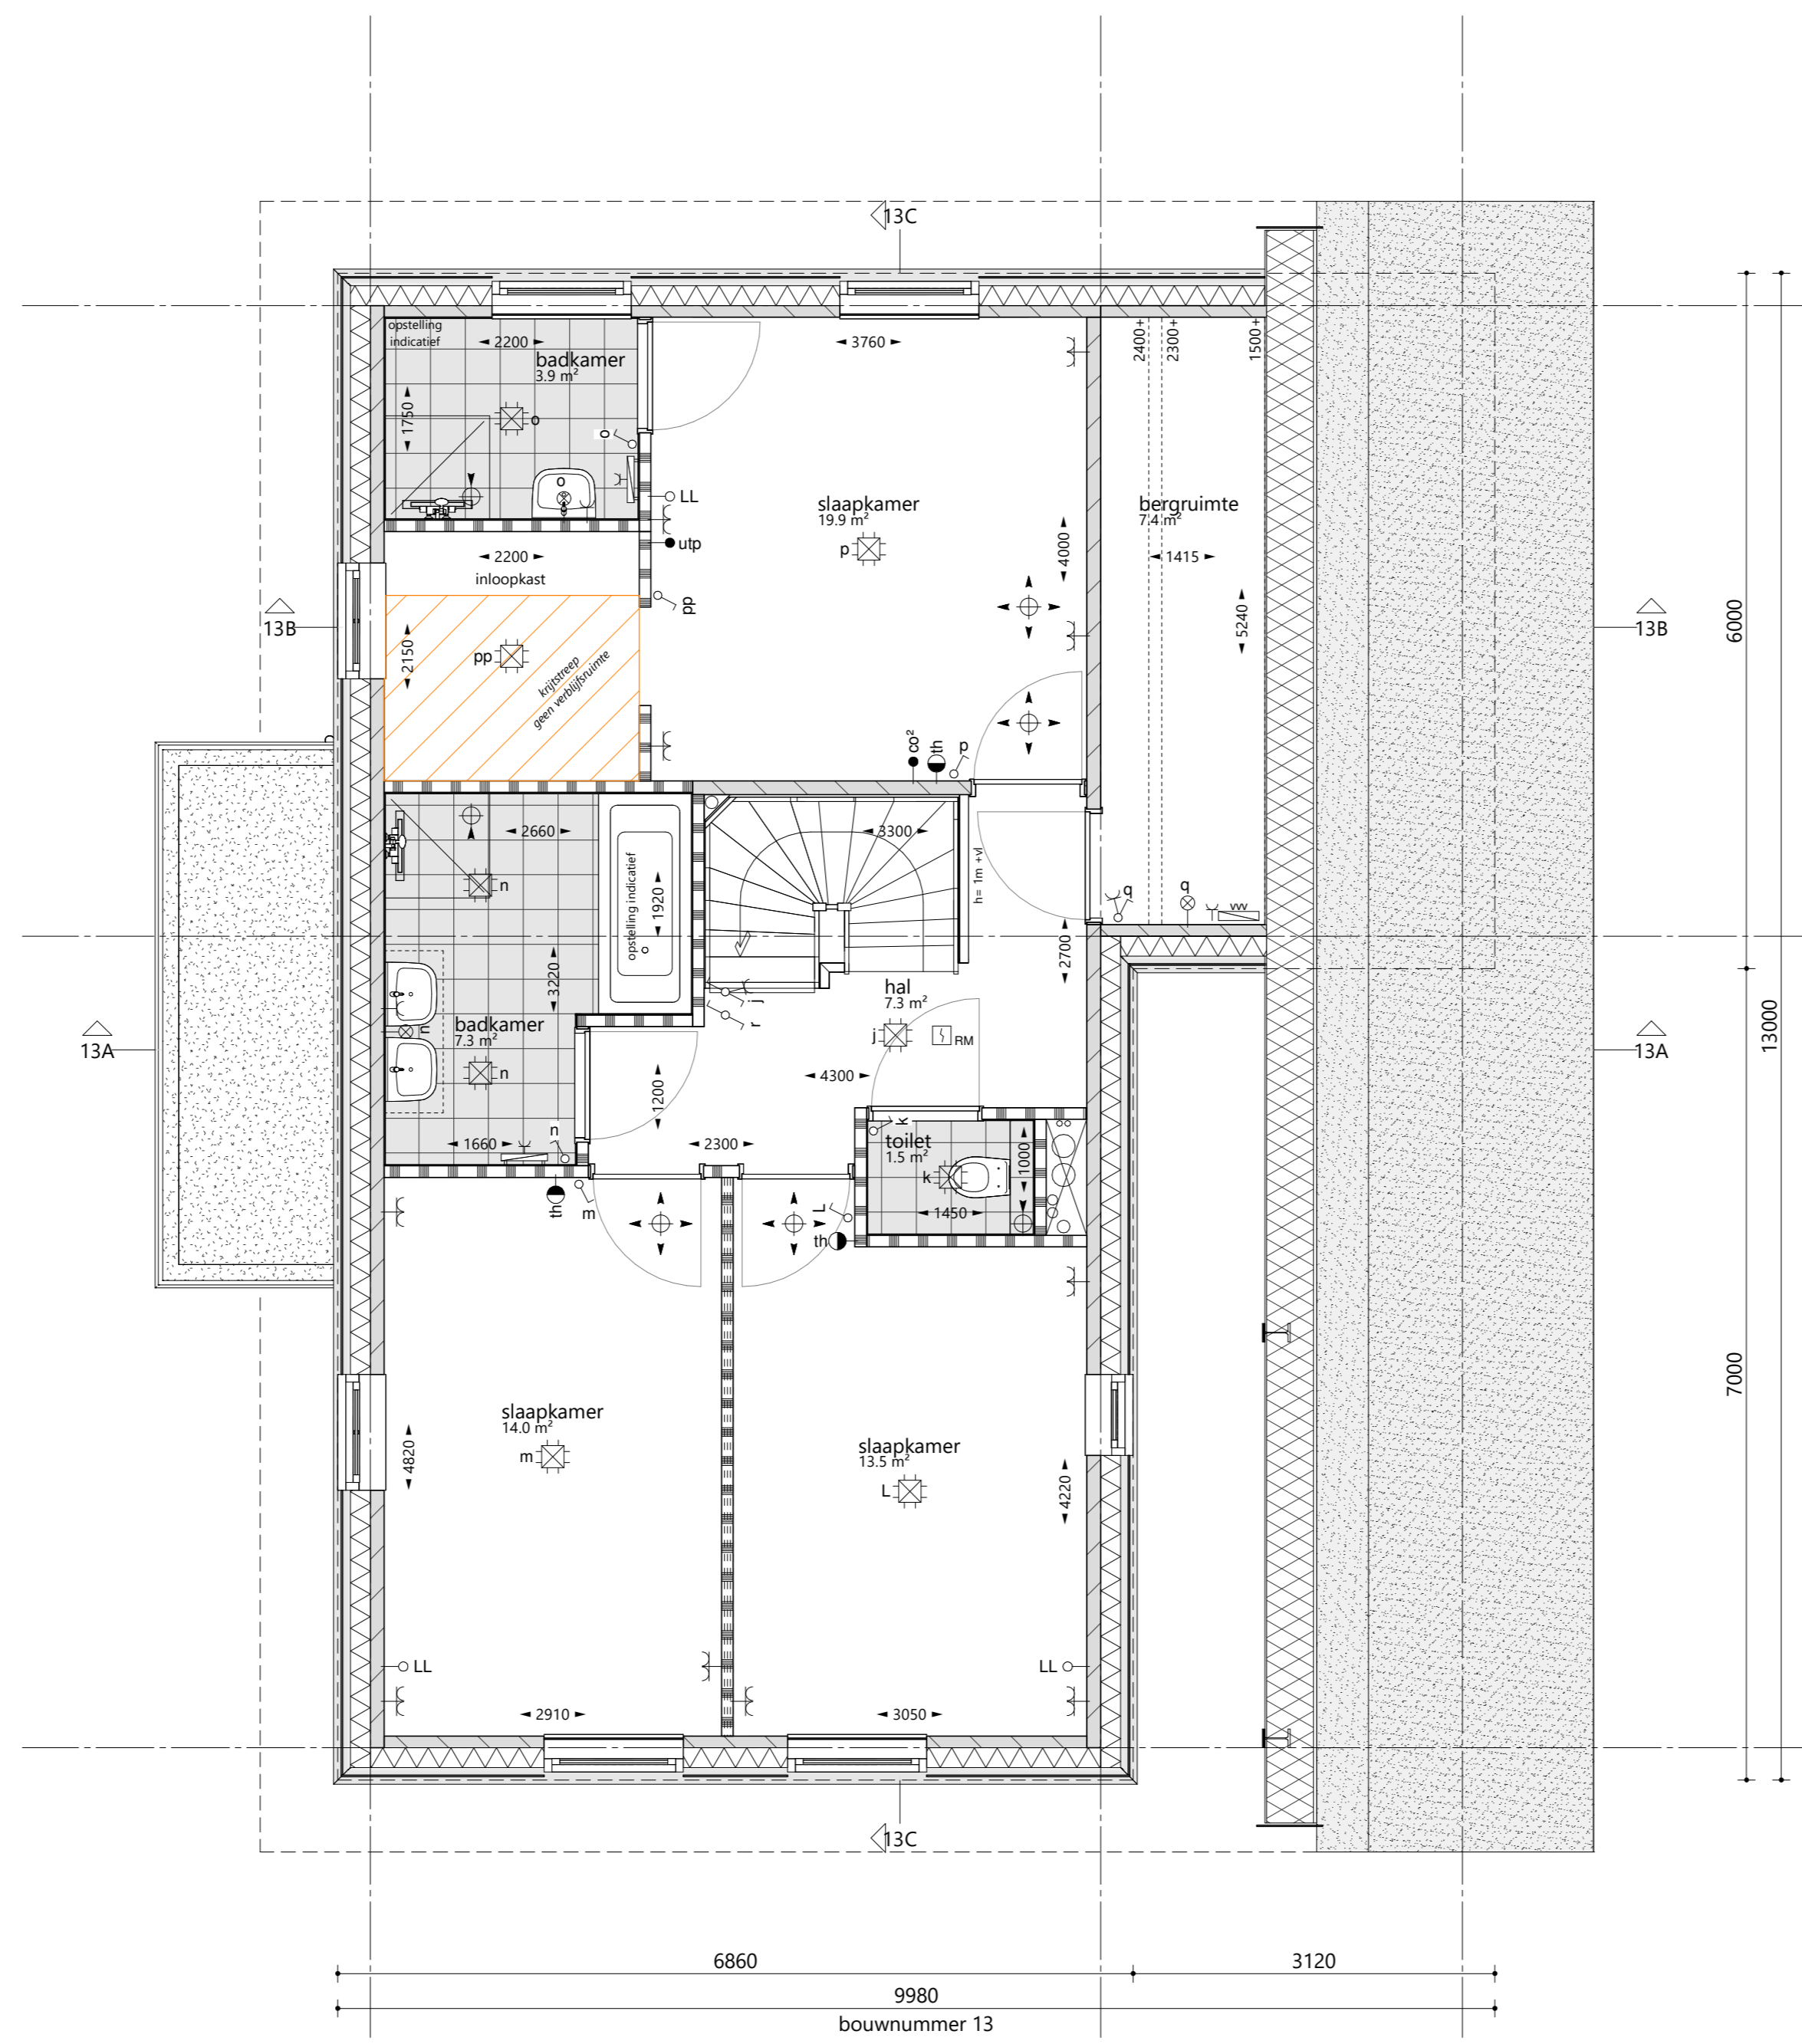 13C
opstelling
indicatief
2200
badkamer
3.9 m²
1750
o
o
o
3760
2400+
2300+
1500+
LL
utp
slaapkamer
19.9 m²
p
4000
bergruimte
7.4 m²
1415
5240
2200
inloopkast
pp
2150
pp
krijtstreep
geen verblijfsruimte
13B
13B
6000
13000
co²
th
p
2660
opstelling indicatief
1920
3300
h= 1m +vl
n
q
q
vvv
2700
3220
j
r
hal
7.3 m²
j
RM
badkamer
7.3 m²
n
n
13A
13A
4300
1200
k
toilet
1.5 m²
k
1000
1450
1660
n
2300
th
m
L
th
7000
slaapkamer
14.0 m²
m
4820
slaapkamer
13.5 m²
L
4220
LL
LL
2910
3050
13C
6860
3120
9980
bouwnummer 13